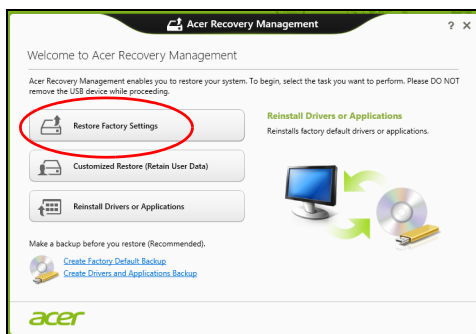 Acer Recovery Management
? ×
Welcome to Acer Recovery Management
Acer Recovery Management enables you to restore your system. To begin, select the task you want to perform. Please DO NOT
remove the USB device while proceeding.
Restore Factory Settings
Customized Restore (Retain User Data)
Reinstall Drivers or Applications
Reinstall Drivers or Applications
Reinstalls factory default drivers or applications.
Make a backup before you restore (Recommended).
Create Factory Default Backup
Create Drivers and Applications Backup
acer